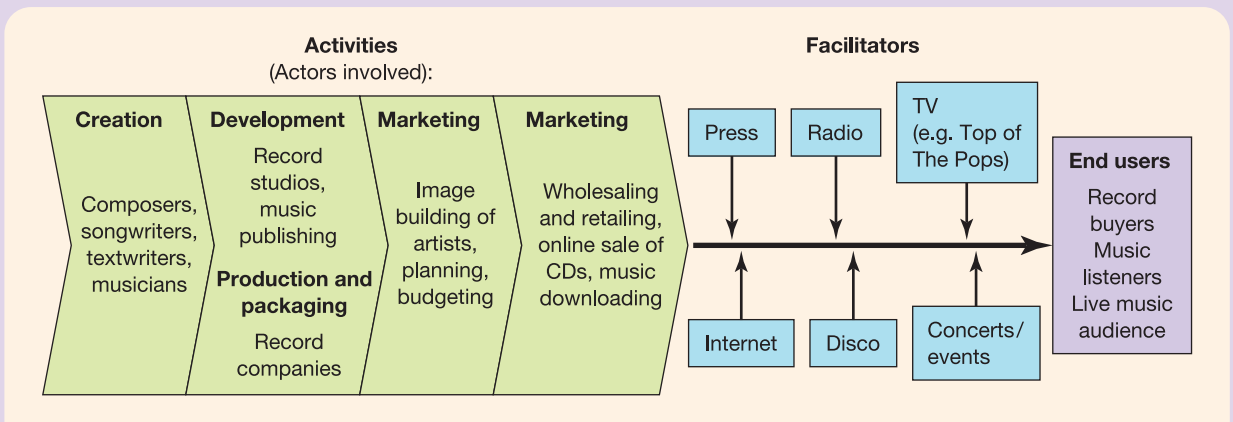 Activities
(Actors involved):
Facilitators
Creation
Composers,
songwriters,
textwriters,
musicians
Development
Record
studios,
music
publishing
Production and
packaging
Record
companies
Marketing
Image
building of
artists,
planning,
budgeting
Marketing
Wholesaling
and retailing,
online sale of
CDs, music
downloading
Press
Radio
TV
(e.g. Top of
The Pops)
Internet
Disco
Concerts/
events
End users
Record
buyers
Music
listeners
Live music
audience